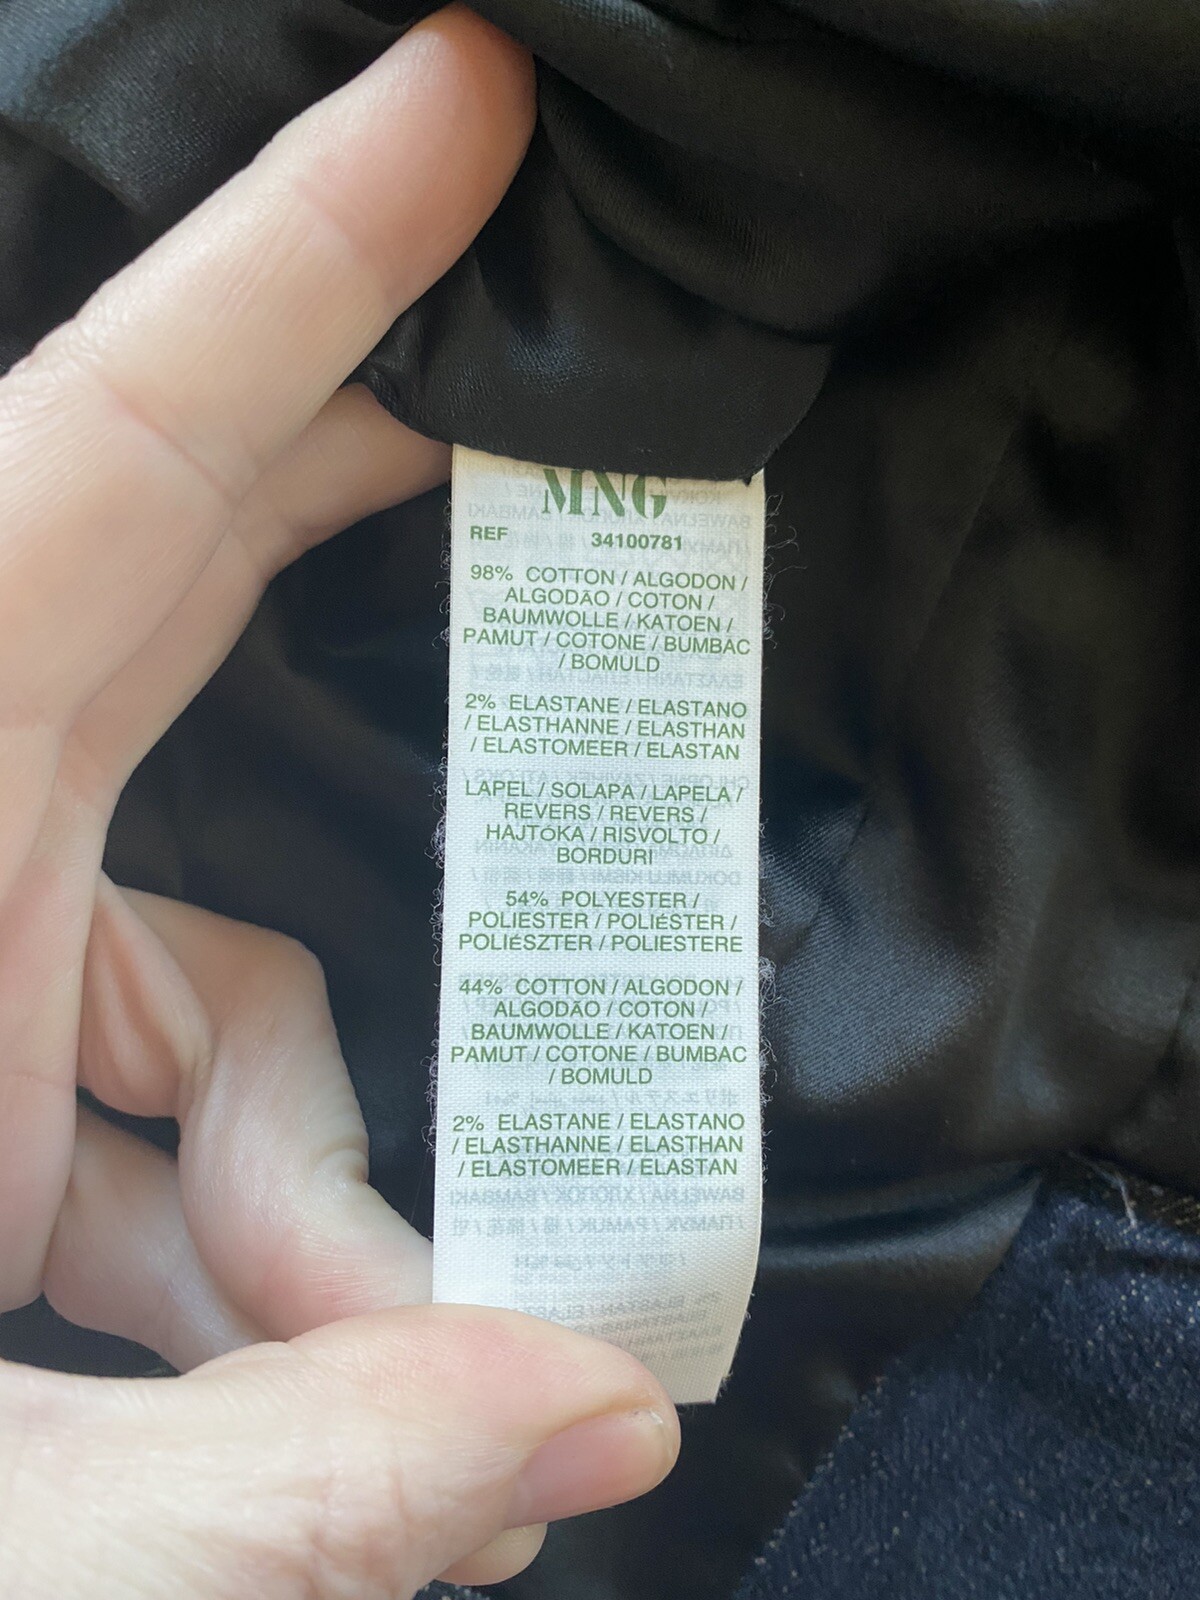 MNG
REF 34100781
98% COTTON / ALGODON /
ALGODÃO / COTON /
BAUMWOLLE / KATOEN /
PAMUT / COTONE / BUMBAC
/ BOMULD
2% ELASTANE / ELASTANO
/ ELASTHANNE / ELASTHAN
/ ELASTOMEER / ELASTAN
LAPEL / SOLAPA / LAPELA /
REVERS / REVERS /
HAJTÓKA / RISVOLTO /
BORDURI
54% POLYESTER /
POLIESTER / POLIÉSTER /
POLIÉSZTER / POLIESTERE
44% COTTON / ALGODON /
ALGODÃO / COTON /
BAUMWOLLE / KATOEN /
PAMUT / COTONE / BUMBAC
/ BOMULD
2% ELASTANE / ELASTANO
/ ELASTHANNE / ELASTHAN
/ ELASTOMEER / ELASTAN